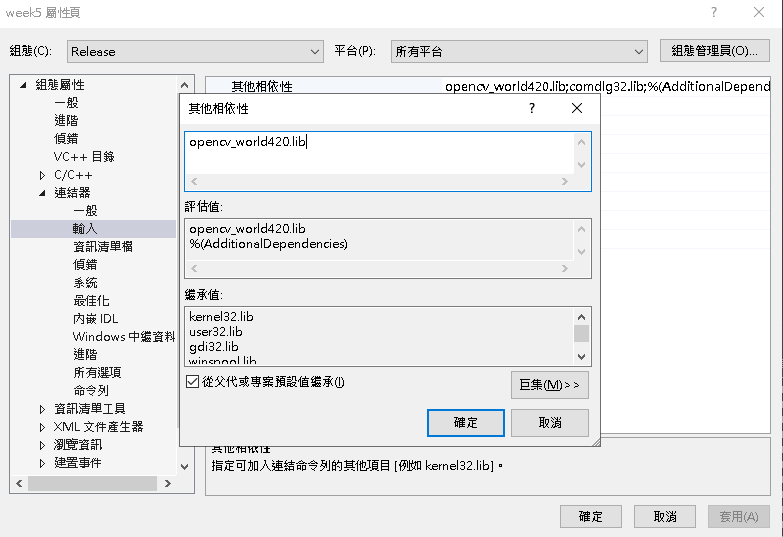 week5 屬性頁
組態(C):
Release
平台(P):
所有平台
組態管理員(O)...
組態屬性
一般
進階
偵錯
VC++ 目錄
C/C++
連結器
一般
輸入
資訊清單檔
偵錯
系統
最佳化
內嵌 IDL
Windows 中繼資料
進階
所有選項
命令列
資訊清單工具
XML 文件產生器
瀏覽資訊
建置事件
其他相依性
opencv_world420.lib;comdlg32.lib;%(AdditionalDepend
其他相依性
opencv_world420.lib
評估值:
opencv_world420.lib
%(AdditionalDependencies)
繼承值:
kernel32.lib
user32.lib
gdi32.lib
winspool.lib
從父代或專案預設值繼承(I)
巨集(M)>>
確定
取消
其他相依性
指定可加入連結命令列的其他項目 [例如 kernel32.lib]。
確定
取消
套用(A)